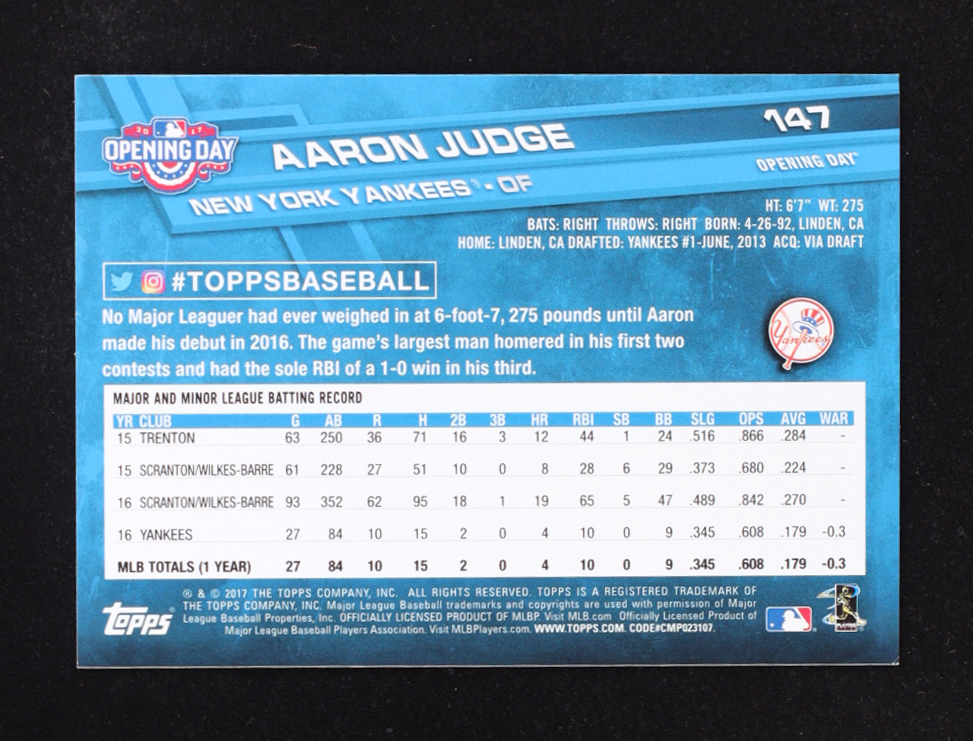 2017
OPENING DAY
AARON JUDGE
147
NEW YORK YANKEES® - OF
OPENING DAY™
HT: 6'7" WT: 275
BATS: RIGHT THROWS: RIGHT BORN: 4-26-92, LINDEN, CA
HOME: LINDEN, CA DRAFTED: YANKEES #1-JUNE, 2013 ACQ: VIA DRAFT
#TOPPSBASEBALL
No Major Leaguer had ever weighed in at 6-foot-7, 275 pounds until Aaron
made his debut in 2016. The game's largest man homered in his first two
contests and had the sole RBI of a 1-0 win in his third.
Yankees
MAJOR AND MINOR LEAGUE BATTING RECORD
YR CLUB G AB R H 2B 3B HR RBI SB BB SLG OPS AVG WAR
15 TRENTON 63 250 36 71 16 3 12 44 1 24 .516 .866 .284 -
15 SCRANTON/WILKES-BARRE 61 228 27 51 10 0 8 28 6 29 .373 .680 .224 -
16 SCRANTON/WILKES-BARRE 93 352 62 95 18 1 19 65 5 47 .489 .842 .270 -
16 YANKEES 27 84 10 15 2 0 4 10 0 9 .345 .608 .179 -0.3
MLB TOTALS (1 YEAR) 27 84 10 15 2 0 4 10 0 9 .345 .608 .179 -0.3
® & © 2017 THE TOPPS COMPANY, INC. ALL RIGHTS RESERVED. TOPPS IS A REGISTERED TRADEMARK OF
THE TOPPS COMPANY, INC. Major League Baseball trademarks and copyrights are used with permission of Major
League Baseball Properties, Inc. OFFICIALLY LICENSED PRODUCT OF MLBP. Visit MLB.com Officially Licensed Product of
Major League Baseball Players Association. Visit MLBPlayers.com. WWW.TOPPS.COM. CODE#CMP023107.
Topps
PLAYERS